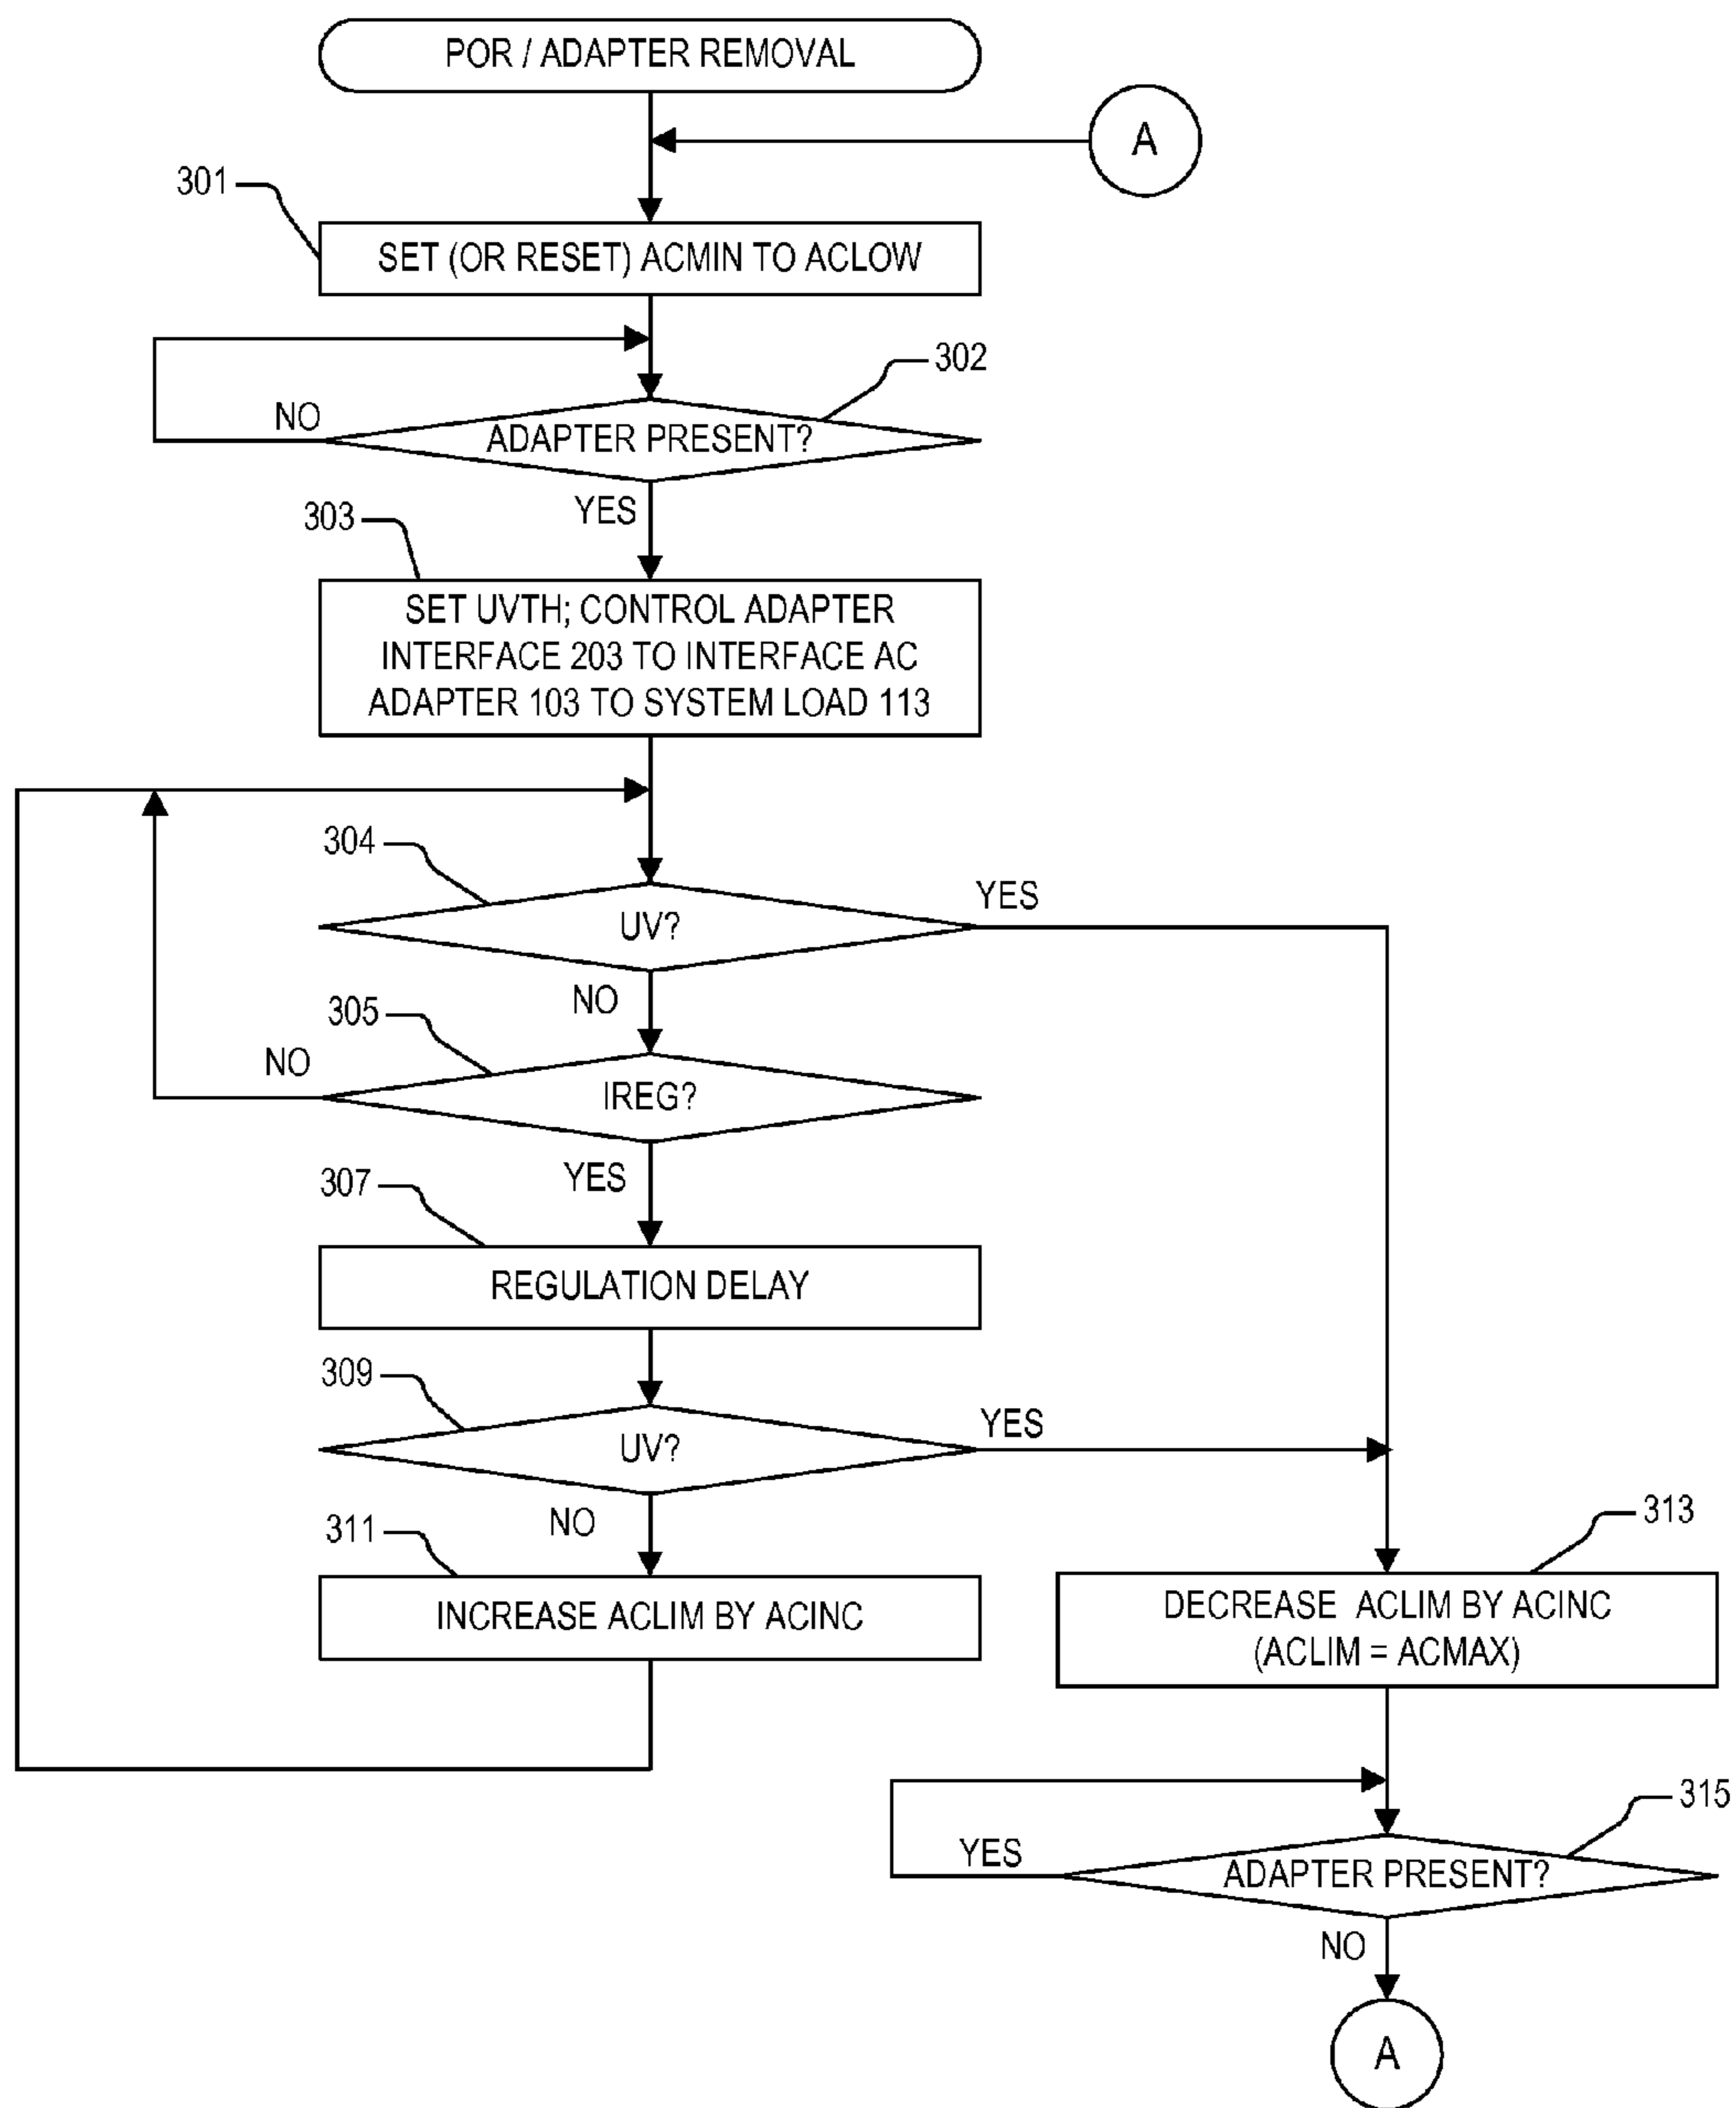 POR / ADAPTER REMOVAL
A
301
SET (OR RESET) ACMIN TO ACLOW
302
NO
ADAPTER PRESENT?
YES
303
SET UVTH; CONTROL ADAPTER
INTERFACE 203 TO INTERFACE AC
ADAPTER 103 TO SYSTEM LOAD 113
304
YES
UV?
NO
305
NO
IREG?
YES
307
REGULATION DELAY
309
YES
UV?
NO
311
INCREASE ACLIM BY ACINC
313
DECREASE ACLIM BY ACINC
(ACLIM = ACMAX)
315
YES
ADAPTER PRESENT?
NO
A